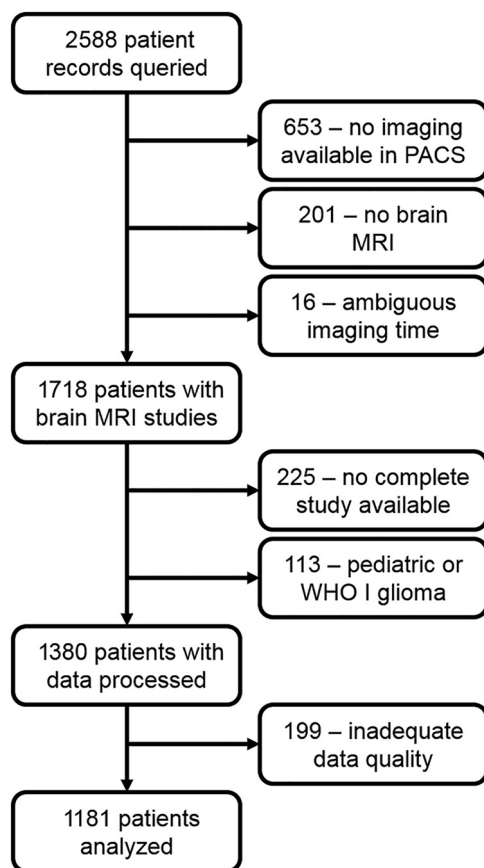 2588 patient
records queried
653 – no imaging
available in PACS
201 – no brain
MRI
16 – ambiguous
imaging time
1718 patients with
brain MRI studies
225 – no complete
study available
113 – pediatric or
WHO I glioma
1380 patients with
data processed
199 – inadequate
data quality
1181 patients
analyzed